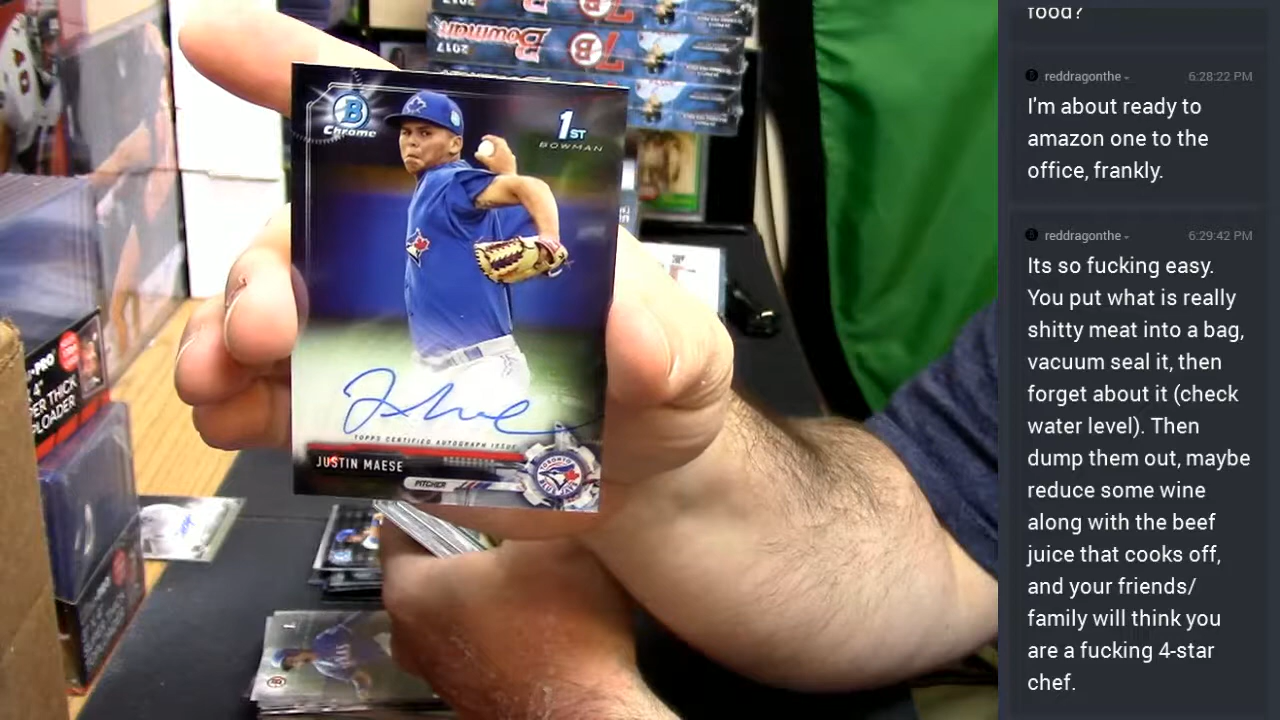 2017
Bowman
B
2017
Bowman
B
B
Chrome
1ST
BOWMAN
TOPPS CERTIFIED AUTOGRAPH ISSUE
JUSTIN MAESE
PITCHER
TORONTO
BLUE JAYS
food?
reddragonthe
6:28:22 PM
I'm about ready to
amazon one to the
office, frankly.
reddragonthe
6:29:42 PM
Its so fucking easy.
You put what is really
shitty meat into a bag,
vacuum seal it, then
forget about it (check
water level). Then
dump them out, maybe
reduce some wine
along with the beef
juice that cooks off,
and your friends/
family will think you
are a fucking 4-star
chef.